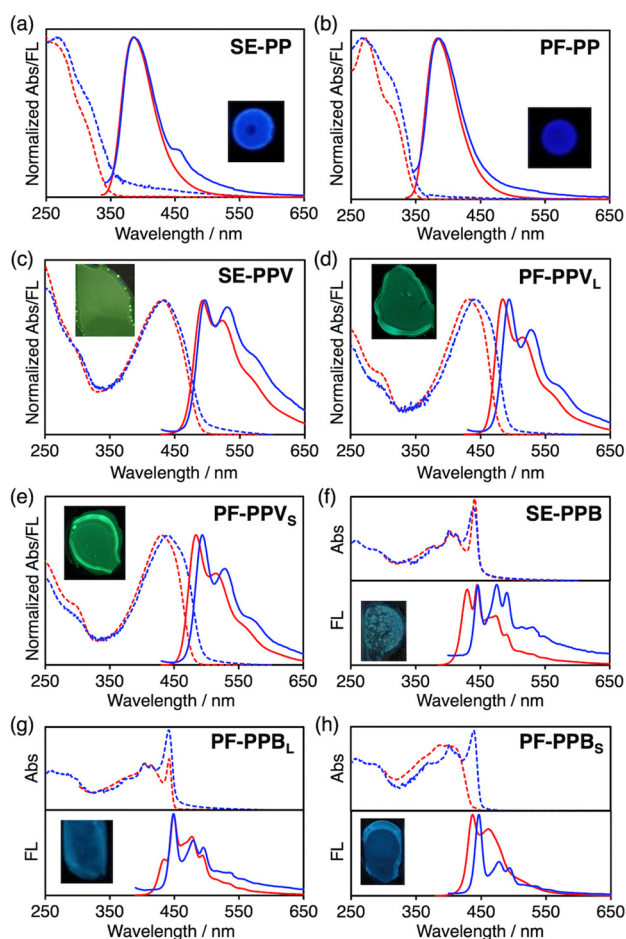 (a)
SE-PP
Normalized Abs/FL
250 350 450 550 650
Wavelength / nm
(b)
PF-PP
Normalized Abs/FL
250 350 450 550 650
Wavelength / nm
(c)
SE-PPV
Normalized Abs/FL
250 350 450 550 650
Wavelength / nm
(d)
PF-PPVL
Normalized Abs/FL
250 350 450 550 650
Wavelength / nm
(e)
PF-PPVS
Normalized Abs/FL
250 350 450 550 650
Wavelength / nm
(f)
SE-PPB
Abs
FL
250 350 450 550 650
Wavelength / nm
(g)
PF-PPBL
Abs
FL
250 350 450 550 650
Wavelength / nm
(h)
PF-PPBS
Abs
FL
250 350 450 550 650
Wavelength / nm